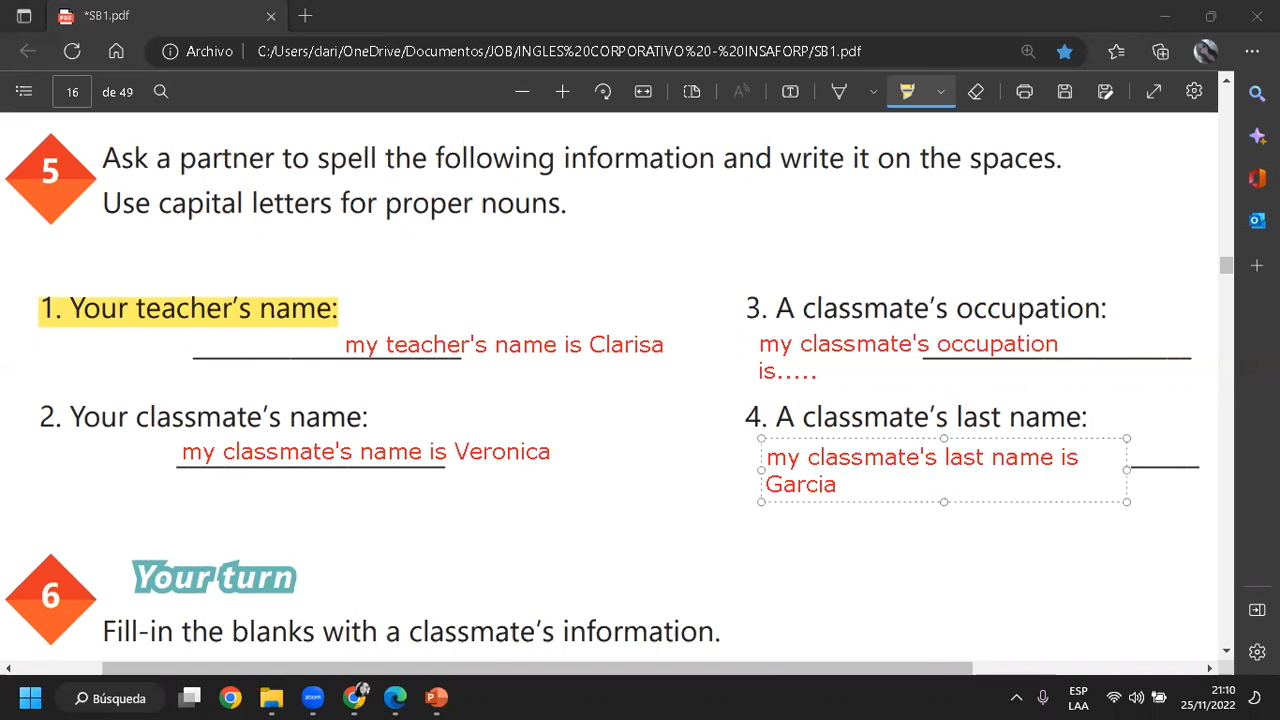 *SB1.pdf
Archivo C:/Users/clari/OneDrive/Documentos/JOB/INGLES%20CORPORATIVO%20-%20INSAFORP/SB1.pdf
16 de 49
5 Ask a partner to spell the following information and write it on the spaces.
Use capital letters for proper nouns.
1. Your teacher's name:
my teacher's name is Clarisa
2. Your classmate's name:
my classmate's name is Veronica
3. A classmate's occupation:
my classmate's occupation
is.....
4. A classmate's last name:
my classmate's last name is
Garcia
6 Your turn
Fill-in the blanks with a classmate's information.
Búsqueda
ESP
LAA
21:10
25/11/2022